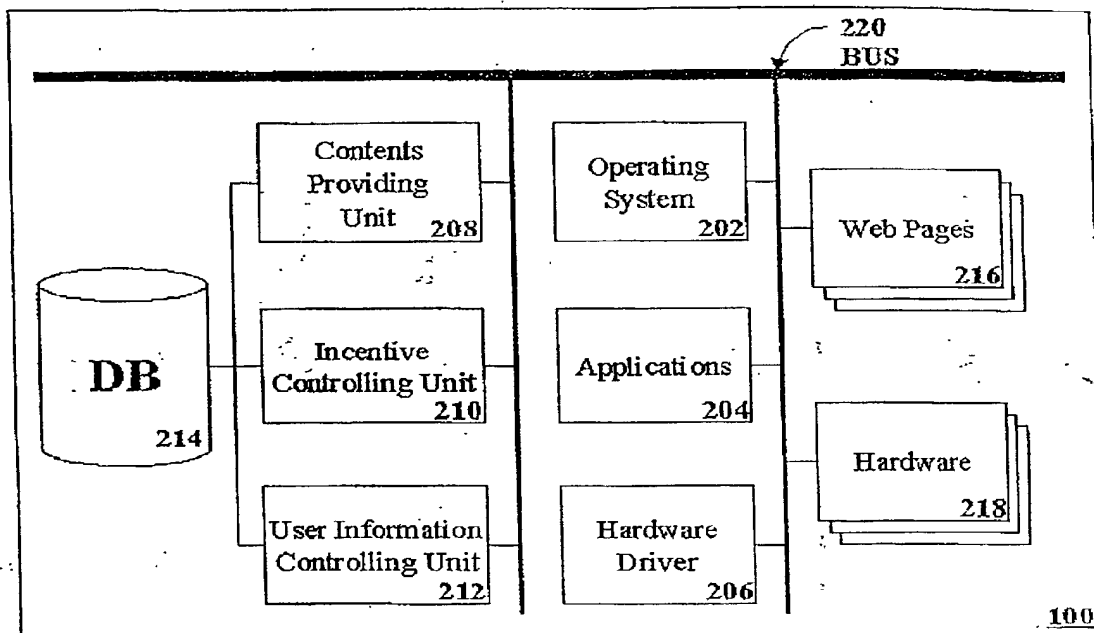 220
BUS
Contents
Providing
Unit
208
Operating
System
202
Web Pages
216
DB
214
Incentive
Controlling Unit
210
Applications
204
Hardware
218
User Information
Controlling Unit
212
Hardware
Driver
206
100